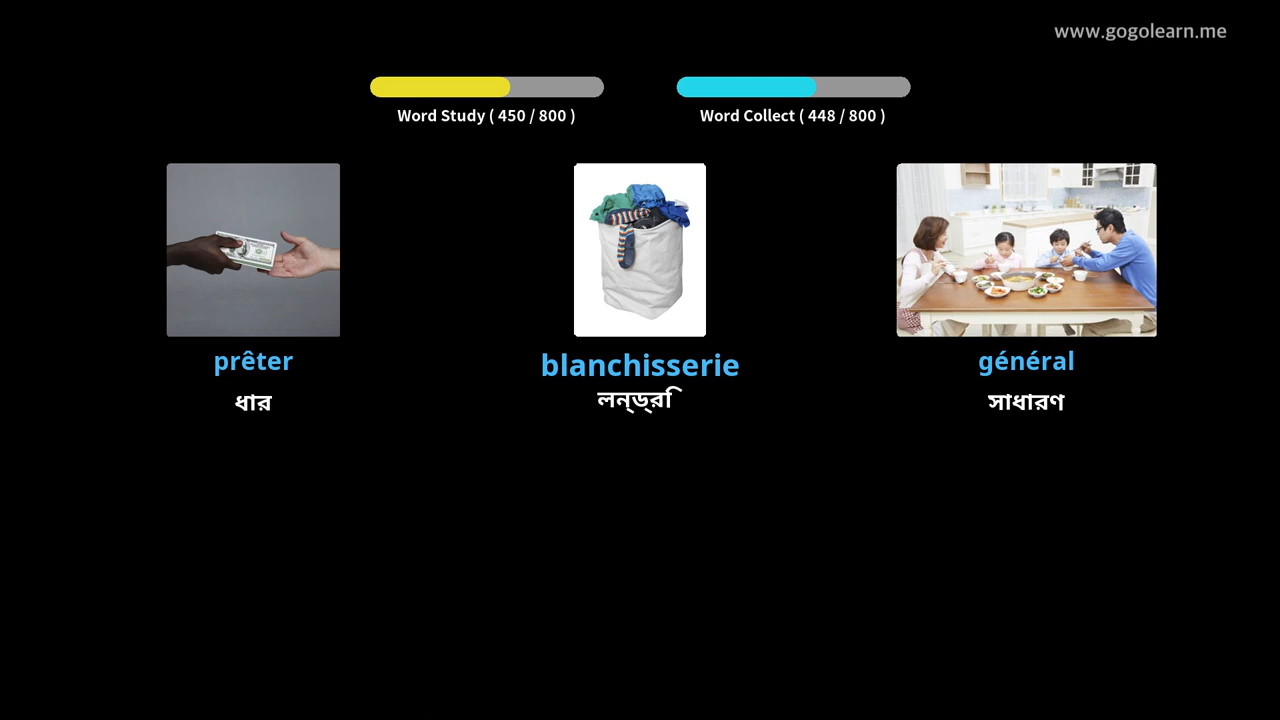 www.gogolearn.me
Word Study ( 450 / 800 )
Word Collect ( 448 / 800 )
prêter
blanchisserie
général
ধার
লন্ড্রি
সাধারণ